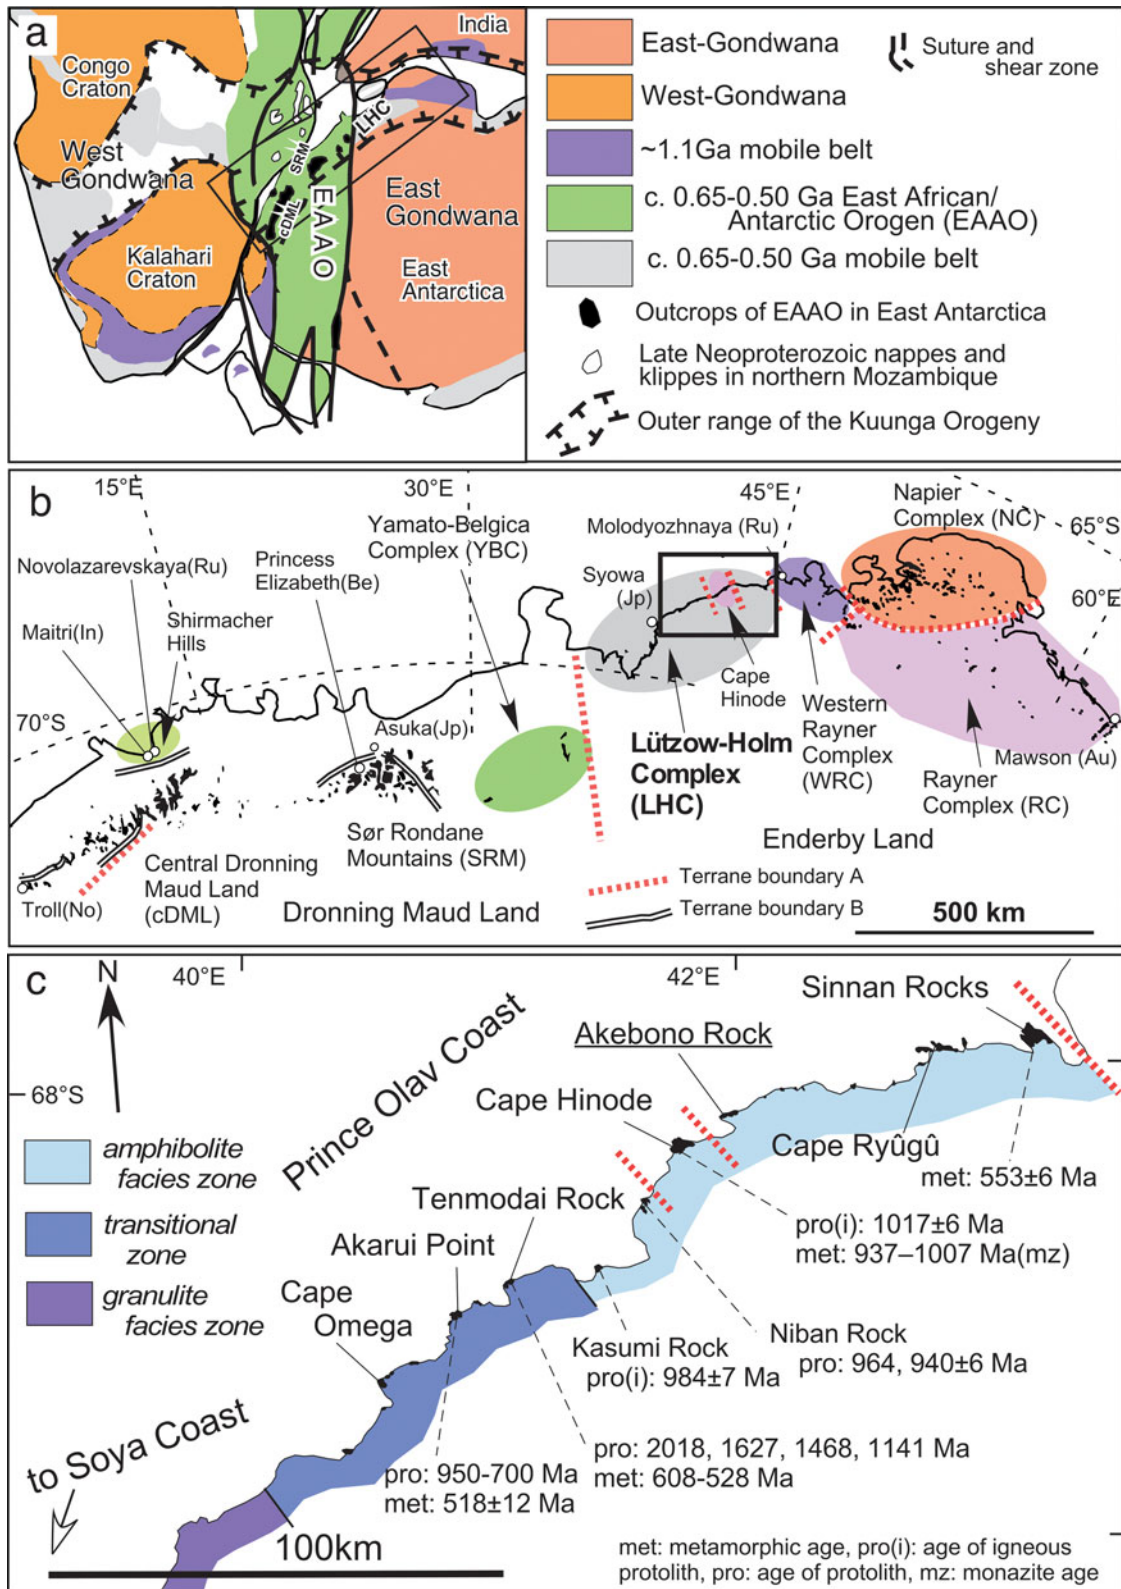 a
Congo
Craton
West
Gondwana
Kalahari
Craton
India
LHC
SRM
cDML
EAAO
East
Gondwana
East
Antarctica
East-Gondwana
West-Gondwana
~1.1Ga mobile belt
c. 0.65-0.50 Ga East African/
Antarctic Orogen (EAAO)
c. 0.65-0.50 Ga mobile belt
Suture and
shear zone
Outcrops of EAAO in East Antarctica
Late Neoproterozoic nappes and
klippes in northern Mozambique
Outer range of the Kuunga Orogeny
b
15°E
30°E
45°E
65°S
60°E
70°S
Novolazarevskaya(Ru)
Maitri(In)
Shirmacher
Hills
Princess
Elizabeth(Be)
Yamato-Belgica
Complex (YBC)
Asuka(Jp)
Syowa
(Jp)
Molodyozhnaya (Ru)
Napier
Complex (NC)
Cape
Hinode
Lützow-Holm
Complex
(LHC)
Western
Rayner
Complex
(WRC)
Mawson (Au)
Rayner
Complex (RC)
Sør Rondane
Mountains (SRM)
Central Dronning
Maud Land
(cDML)
Troll(No)
Dronning Maud Land
Enderby Land
Terrane boundary A
Terrane boundary B
500 km
c
N
40°E
42°E
68°S
Prince Olav Coast
Sinnan Rocks
Akebono Rock
Cape Hinode
Cape Ryûgû
met: 553±6 Ma
amphibolite
facies zone
transitional
zone
granulite
facies zone
Tenmodai Rock
Akarui Point
Cape
Omega
pro(i): 1017±6 Ma
met: 937–1007 Ma(mz)
Niban Rock
pro: 964, 940±6 Ma
Kasumi Rock
pro(i): 984±7 Ma
pro: 2018, 1627, 1468, 1141 Ma
met: 608-528 Ma
pro: 950-700 Ma
met: 518±12 Ma
to Soya Coast
100km
met: metamorphic age, pro(i): age of igneous
protolith, pro: age of protolith, mz: monazite age